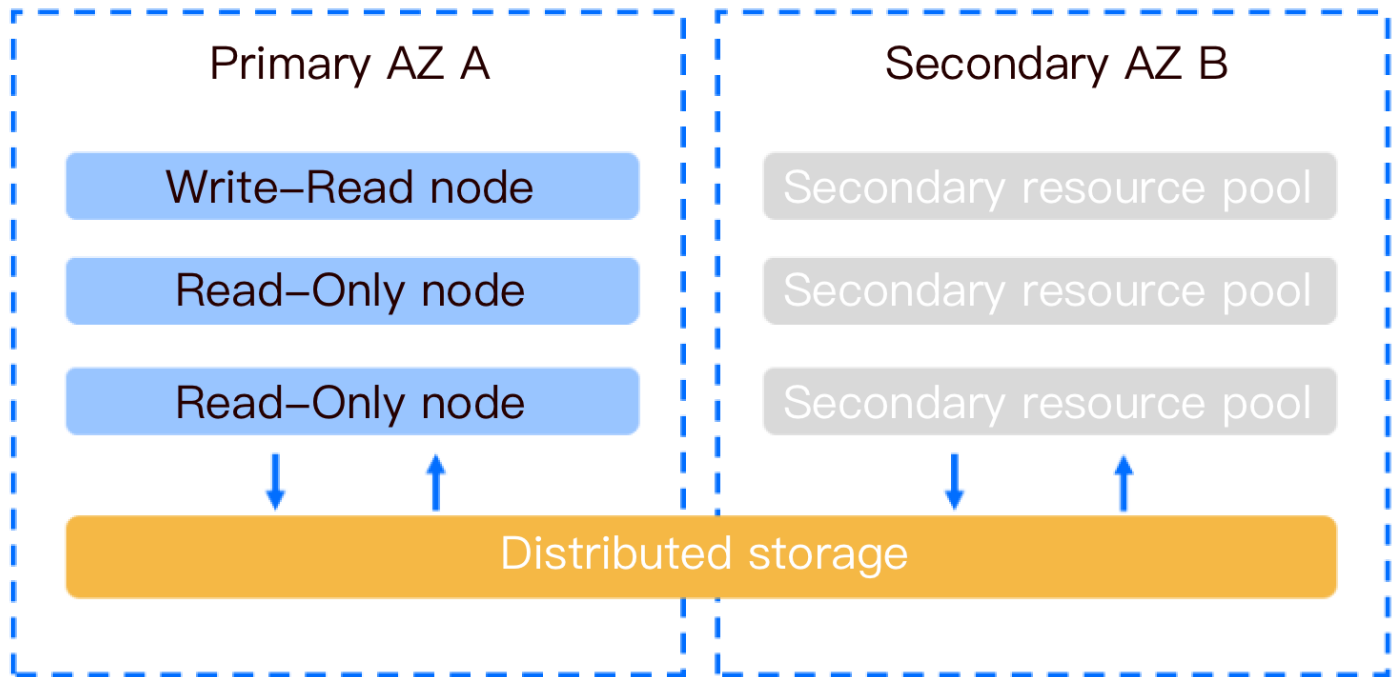 Primary AZ A
Secondary AZ B
Write–Read node
Secondary resource pool
Read–Only node
Secondary resource pool
Read–Only node
Secondary resource pool
Distributed storage